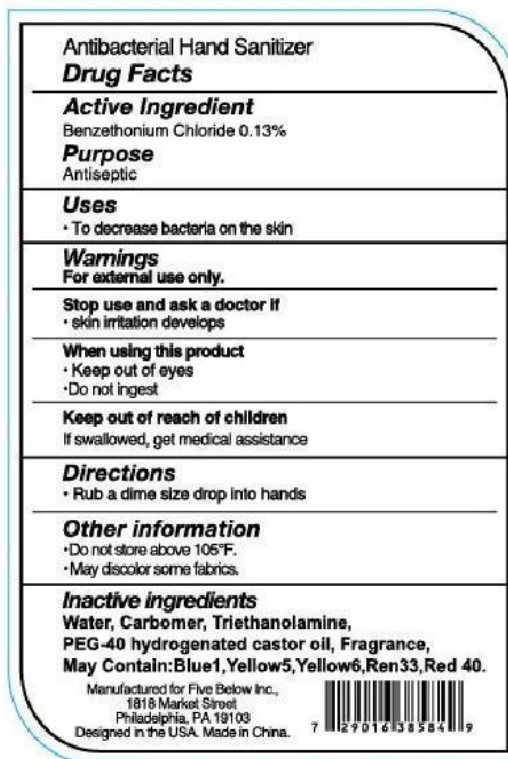 Antibacterial Hand Sanitizer
Drug Facts
Active Ingredient
Benzethonium Chloride 0.13%
Purpose
Antiseptic
Uses
• To decrease bacteria on the skin
Warnings
For external use only.
Stop use and ask a doctor if
• skin irritation develops
When using this product
• Keep out of eyes
•Do not ingest
Keep out of reach of children
If swallowed, get medical assistance
Directions
• Rub a dime size drop into hands
Other information
•Do not store above 105°F.
•May discolor some fabrics.
Inactive ingredients
Water, Carbomer, Triethanolamine,
PEG-40 hydrogenated castor oil, Fragrance,
May Contain:Blue1,Yellow5,Yellow6,Ren33,Red 40.
Manufactured for Five Below Inc.,
1818 Market Street
Philadelphia, PA 19103
Designed in the USA. Made in China.
7 29016 38584 9